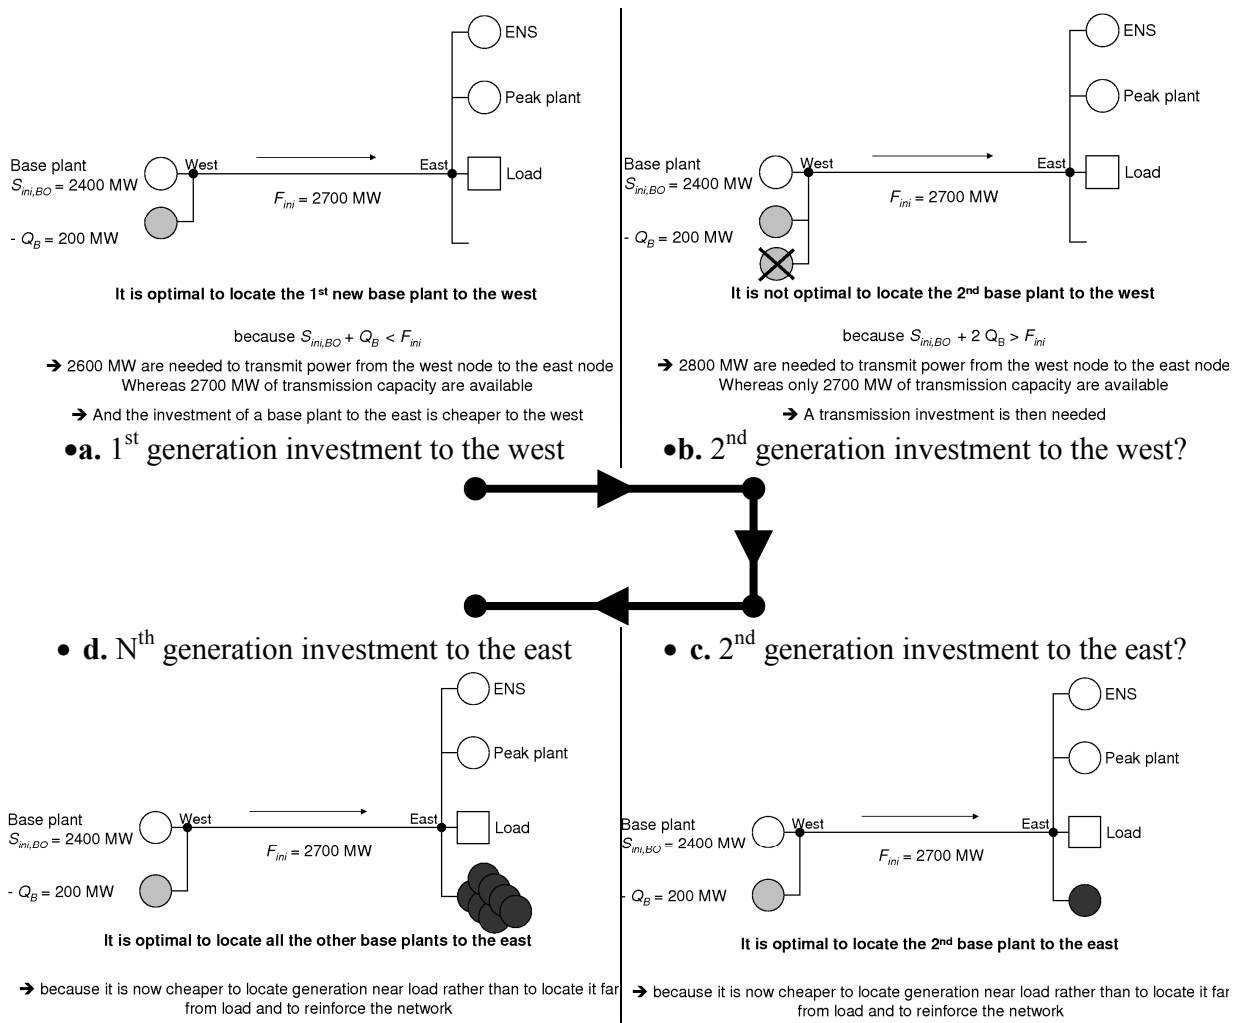 ENS
Peak plant
Base plant
S_ini,BO = 2400 MW
West
East
Load
F_ini = 2700 MW
- Q_B = 200 MW
It is optimal to locate the 1st new base plant to the west
because S_ini,BO + Q_B < F_ini
➔ 2600 MW are needed to transmit power from the west node to the east node
Whereas 2700 MW of transmission capacity are available
➔ And the investment of a base plant to the east is cheaper to the west
•a. 1st generation investment to the west
ENS
Peak plant
Base plant
S_ini,BO = 2400 MW
West
East
Load
F_ini = 2700 MW
- Q_B = 200 MW
It is not optimal to locate the 2nd base plant to the west
because S_ini,BO + 2 Q_B > F_ini
➔ 2800 MW are needed to transmit power from the west node to the east node
Whereas only 2700 MW of transmission capacity are available
➔ A transmission investment is then needed
•b. 2nd generation investment to the west?
• d. Nth generation investment to the east
ENS
Peak plant
Base plant
S_ini,BO = 2400 MW
West
East
Load
F_ini = 2700 MW
- Q_B = 200 MW
It is optimal to locate all the other base plants to the east
➔ because it is now cheaper to locate generation near load rather than to locate it far
from load and to reinforce the network
• c. 2nd generation investment to the east?
ENS
Peak plant
Base plant
S_ini,BO = 2400 MW
West
East
Load
F_ini = 2700 MW
- Q_B = 200 MW
It is optimal to locate the 2nd base plant to the east
➔ because it is now cheaper to locate generation near load rather than to locate it far
from load and to reinforce the network